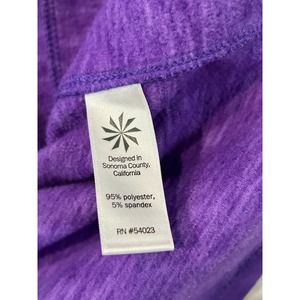 Designed in
Sonoma County,
California
95% polyester,
5% spandex
RN #54023